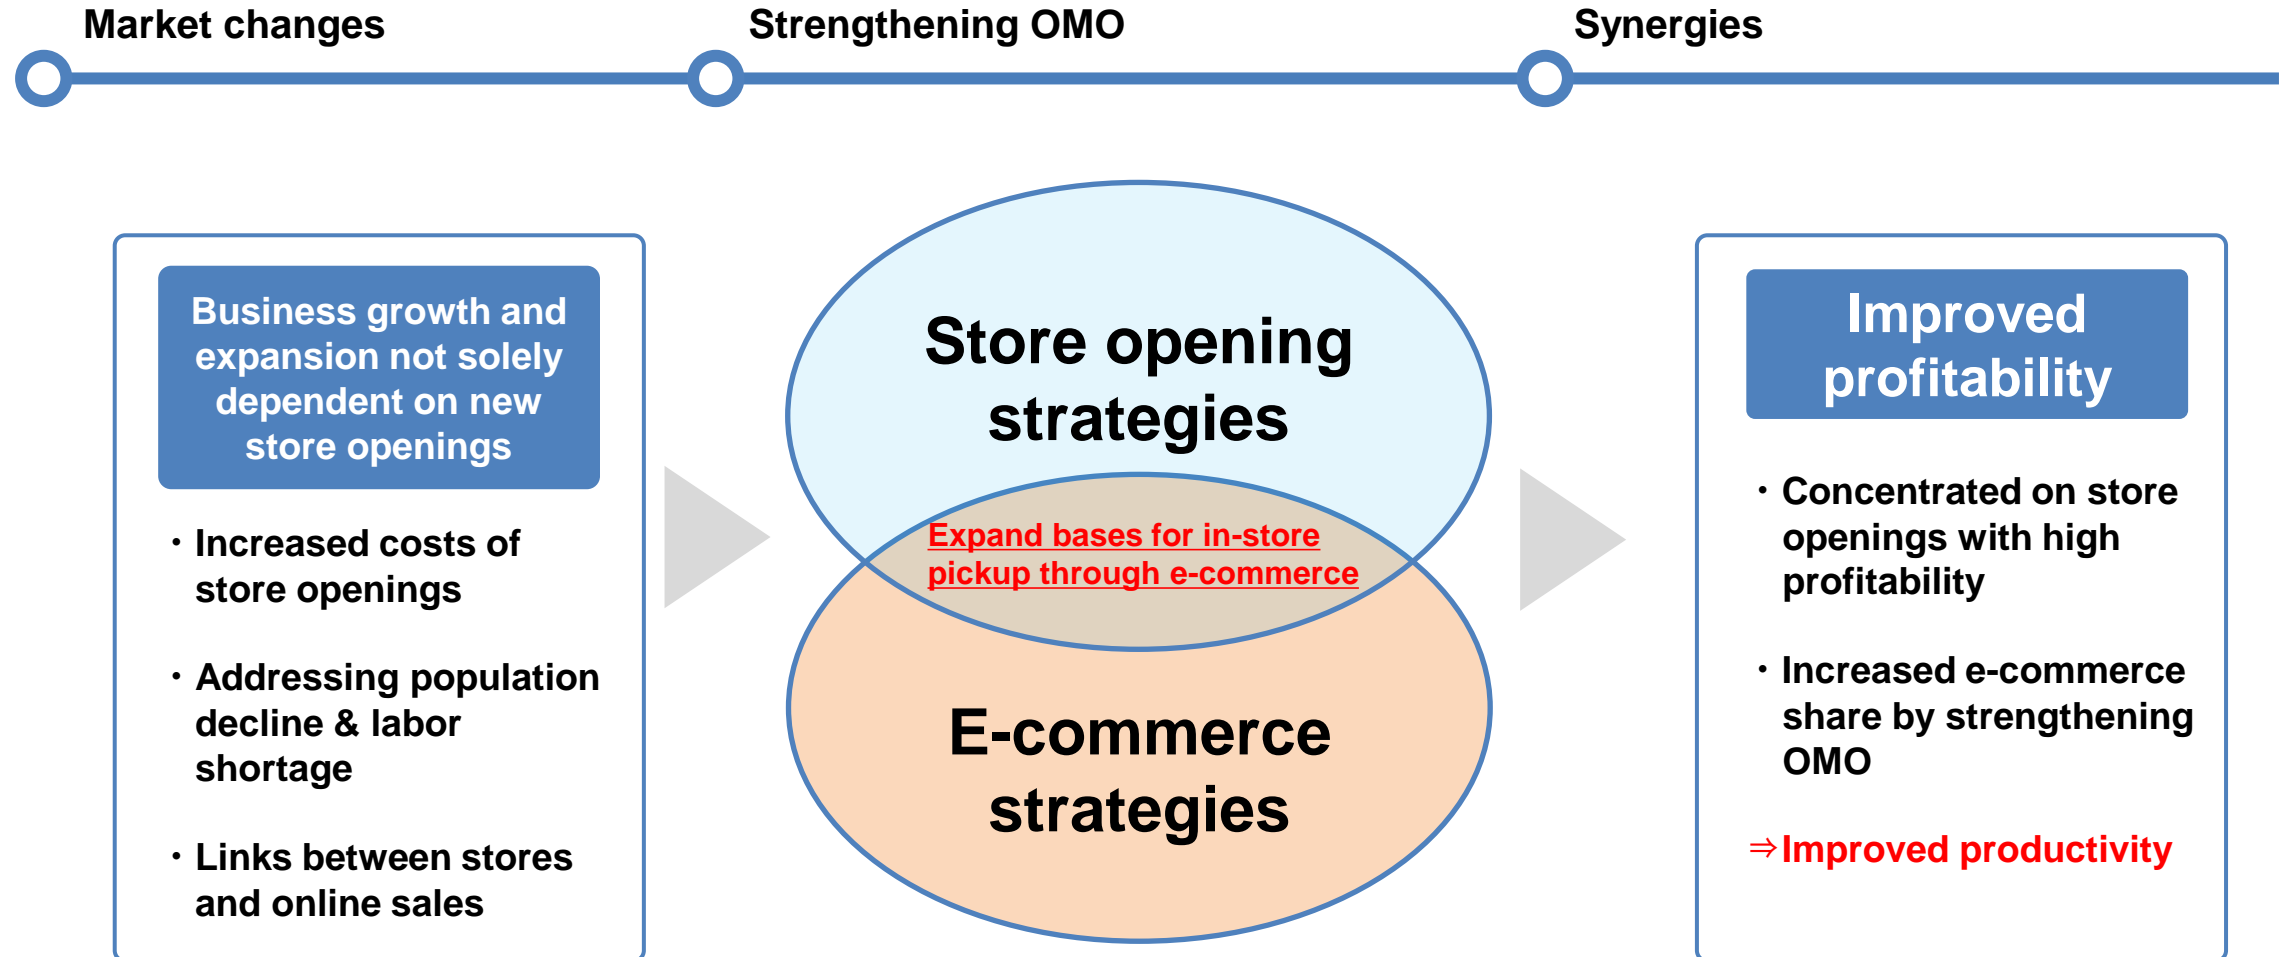 Market changes
Strengthening OMO
Synergies
Business growth and
expansion not solely
dependent on new
store openings
・Increased costs of
store openings
・Addressing population
decline & labor
shortage
・Links between stores
and online sales
Store opening
strategies
Expand bases for in-store
pickup through e-commerce
E-commerce
strategies
Improved
profitability
・Concentrated on store
openings with high
profitability
・Increased e-commerce
share by strengthening
OMO
⇒Improved productivity